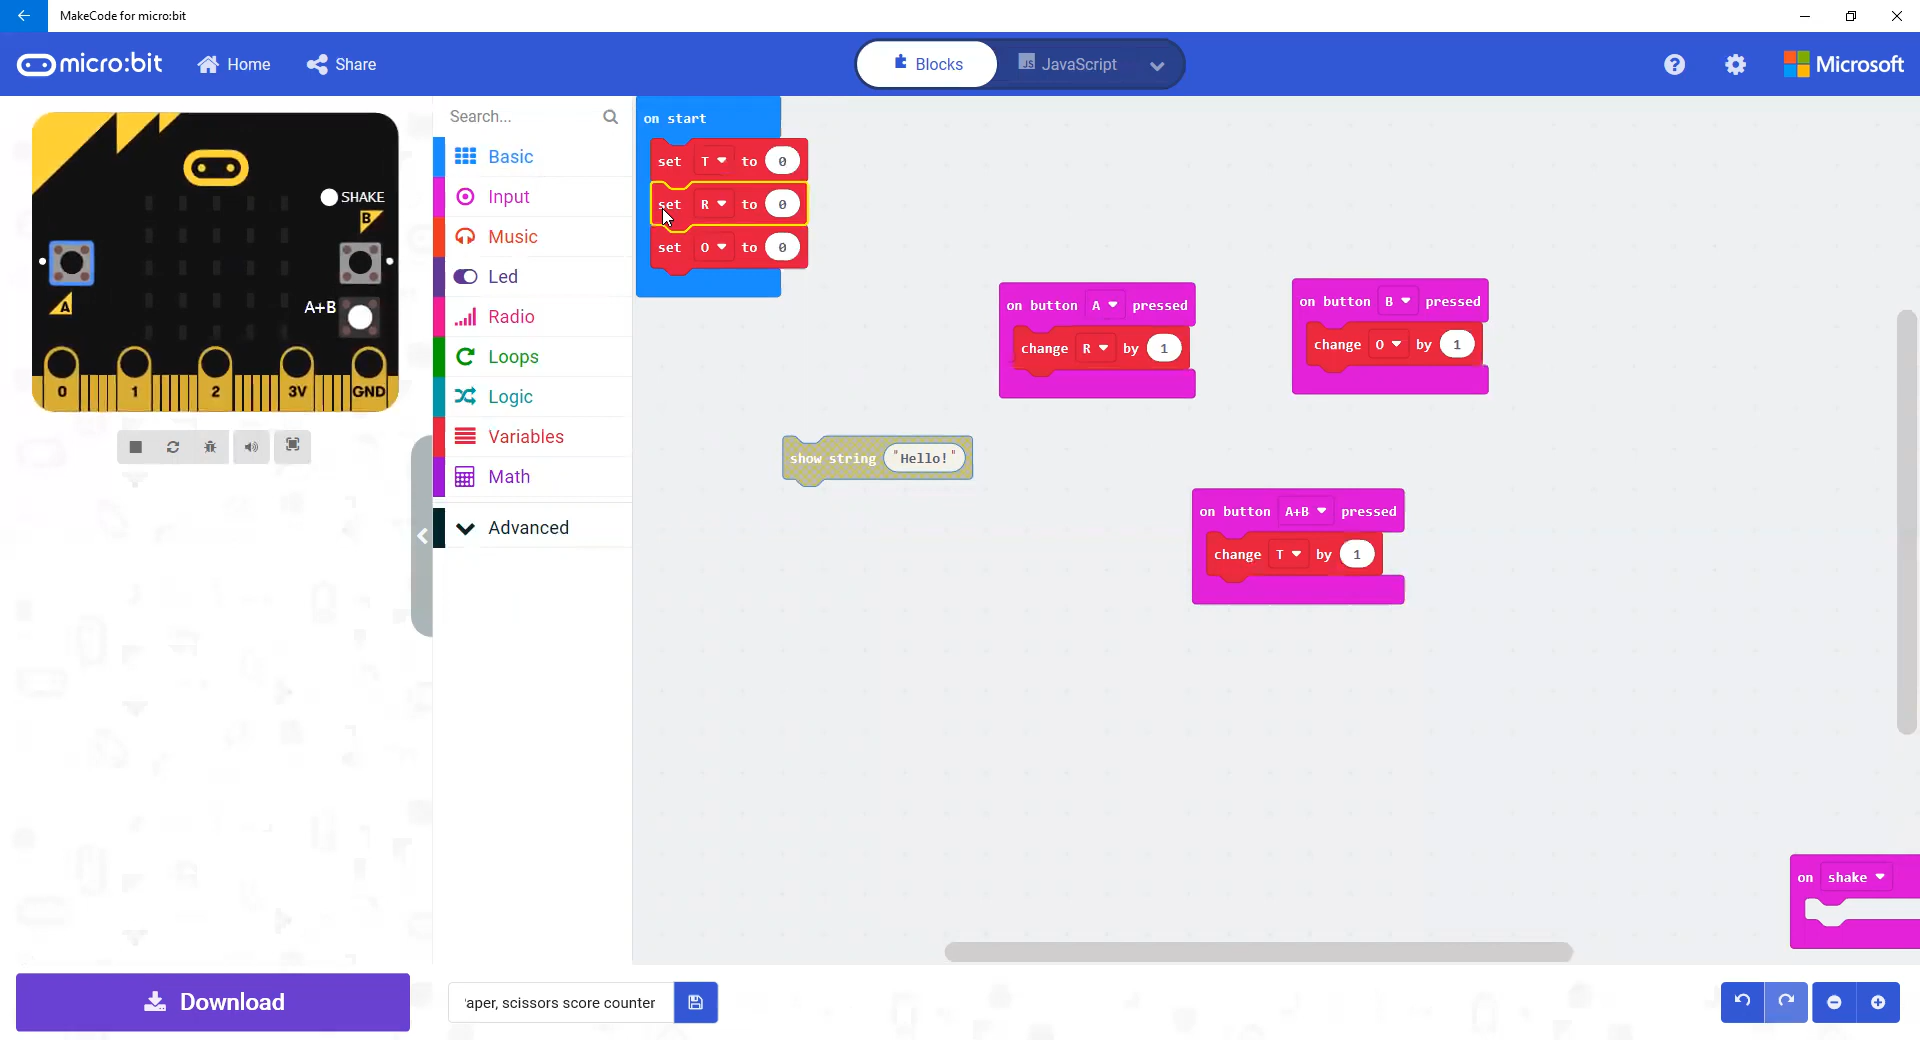 MakeCode for micro:bit
micro:bit
Home
Share
Blocks
JS JavaScript
?
Microsoft
SHAKE
B
A+B
A
0 1 2 3V GND
Search...
Basic
Input
Music
Led
Radio
Loops
Logic
Variables
Math
Advanced
on start
set T to 0
set R to 0
set O to 0
on button A pressed
change R by 1
on button B pressed
change O by 1
show string "Hello!"
on button A+B pressed
change T by 1
on shake
Download
'aper, scissors score counter